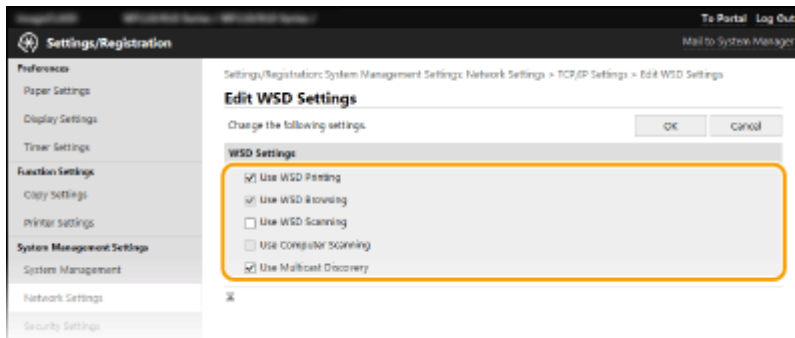 To Portal Log Out
Settings/Registration
Mail to System Manager
Preferences
Paper Settings
Display Settings
Timer Settings
Function Settings
Copy Settings
Printer Settings
System Management Settings
System Management
Network Settings
Security Settings
Settings/Registration: System Management Settings: Network Settings > TCP/IP Settings > Edit WSD Settings
Edit WSD Settings
Change the following settings.
OK
Cancel
WSD Settings
Use WSD Printing
Use WSD Browsing
Use WSD Scanning
Use Computer Scanning
Use Multicast Discovery